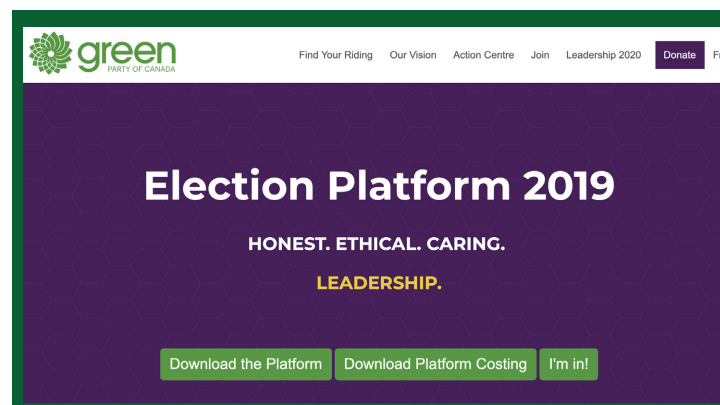 green
PARTY OF CANADA
Find Your Riding Our Vision Action Centre Join Leadership 2020 Donate
Election Platform 2019
HONEST. ETHICAL. CARING.
LEADERSHIP.
Download the Platform Download Platform Costing I'm in!